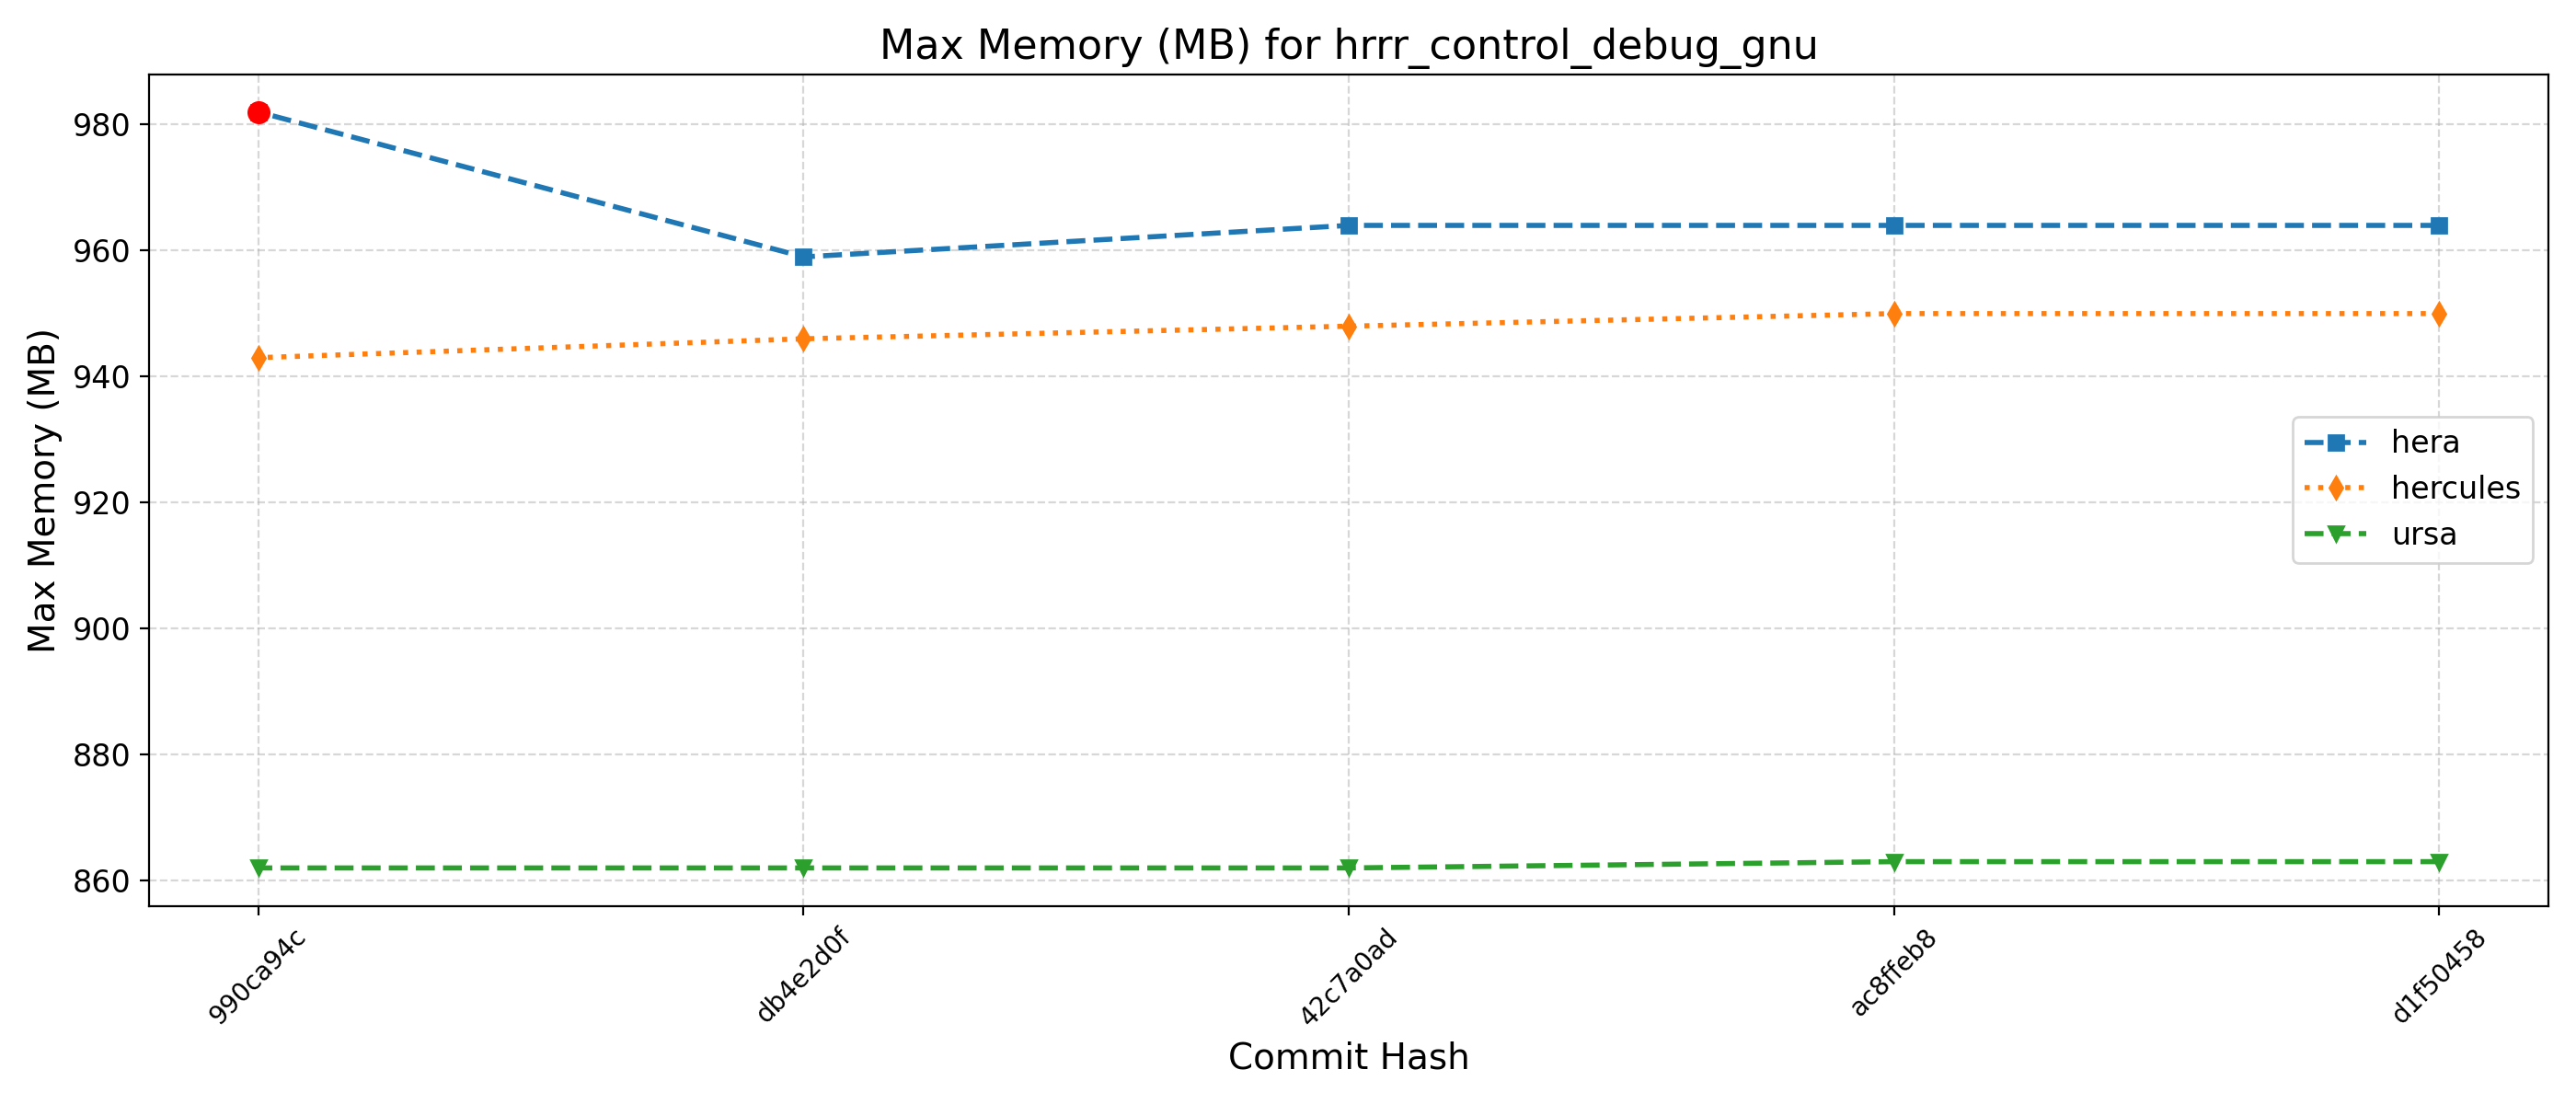 Max Memory (MB) for hrrr_control_debug_gnu
Max Memory (MB)
980
960
940
920
900
880
860
hera
hercules
ursa
990ca94c
db4e2d0f
42c7a0ad
ac8ffeb8
d1f50458
Commit Hash